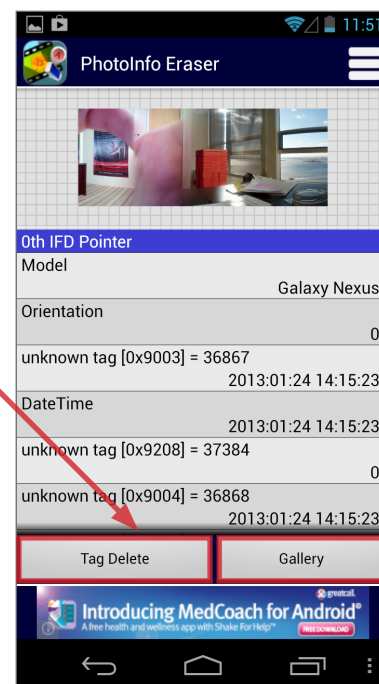 11:51
PhotoInfo Eraser
0th IFD Pointer
Model
Galaxy Nexus
Orientation
0
unknown tag [0x9003] = 36867
2013:01:24 14:15:23
DateTime
2013:01:24 14:15:23
unknown tag [0x9208] = 37384
0
unknown tag [0x9004] = 36868
2013:01:24 14:15:23
Tag Delete
Gallery
greatcall.
Introducing MedCoach for Android®
A free health and wellness app with Shake For Help™
FREE DOWNLOAD